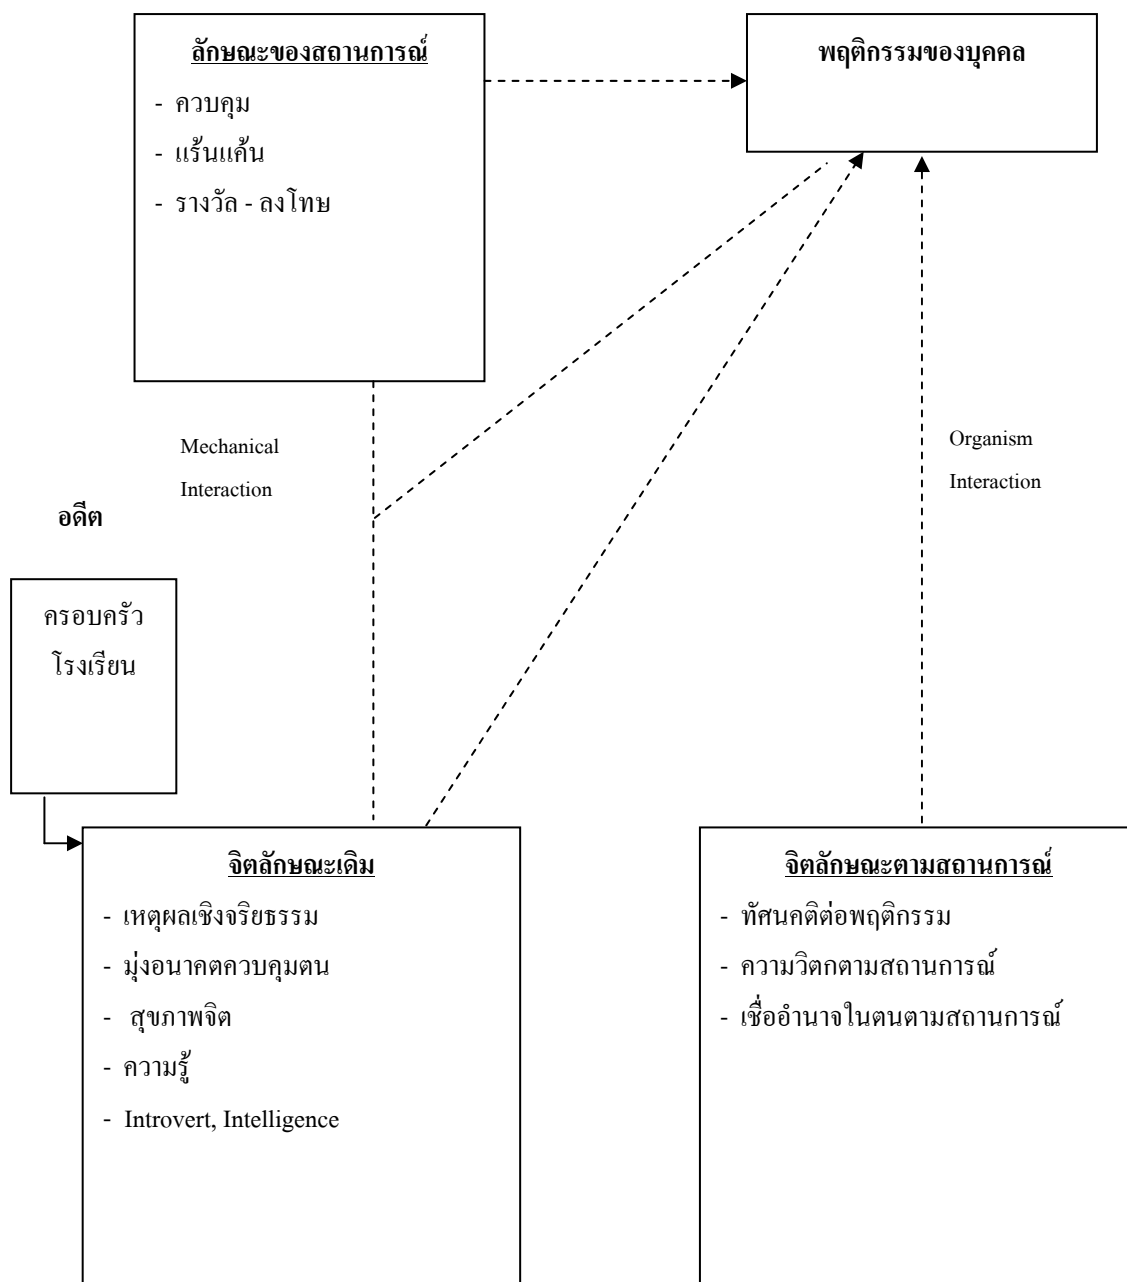 ลักษณะของสถานการณ์
- ควบคุม
- แร้นแค้น
- รางวัล - ลงโทษ
พฤติกรรมของบุคคล
Mechanical
Interaction
Organism
Interaction
อดีต
ครอบครัว
โรงเรียน
จิตลักษณะเดิม
- เหตุผลเชิงจริยธรรม
- มุ่งอนาคตควบคุมตน
- สุขภาพจิต
- ความรู้
- Introvert, Intelligence
จิตลักษณะตามสถานการณ์
- ทัศนคติต่อพฤติกรรม
- ความวิตกตามสถานการณ์
- เชื่ออำนาจในตนตามสถานการณ์